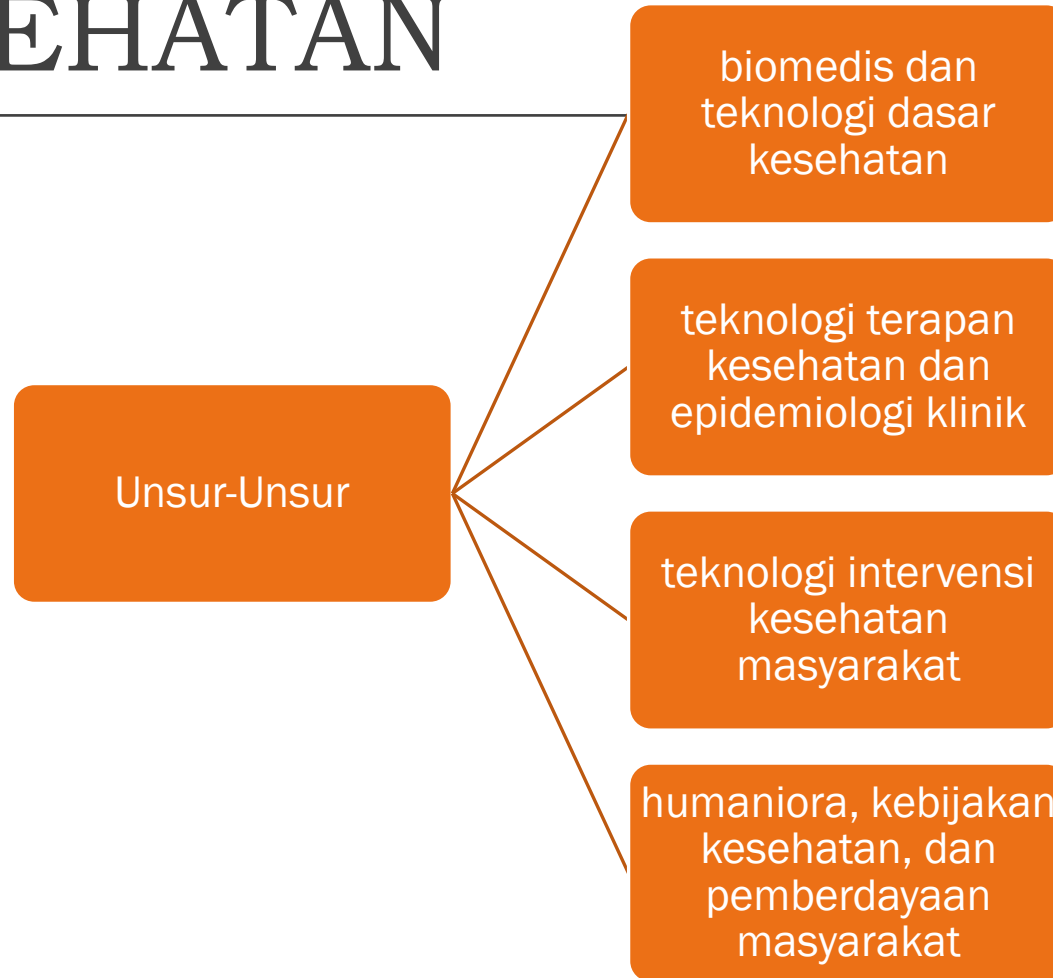 EHATAN
biomedis dan
teknologi dasar
kesehatan
teknologi terapan
kesehatan dan
epidemiologi klinik
Unsur-Unsur
teknologi intervensi
kesehatan
masyarakat
humaniora, kebijakan
kesehatan, dan
pemberdayaan
masyarakat